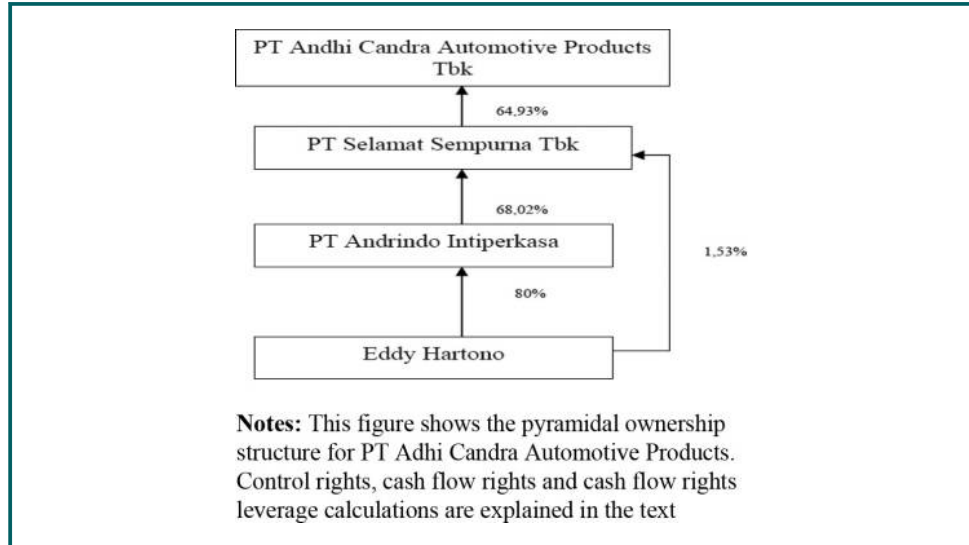 PT Andhi Candra Automotive Products
Tbk
64,93%
PT Selamat Sempurna Tbk
68,02%
PT Andrindo Intiperkasa
1,53%
80%
Eddy Hartono
Notes: This figure shows the pyramidal ownership
structure for PT Adhi Candra Automotive Products.
Control rights, cash flow rights and cash flow rights
leverage calculations are explained in the text